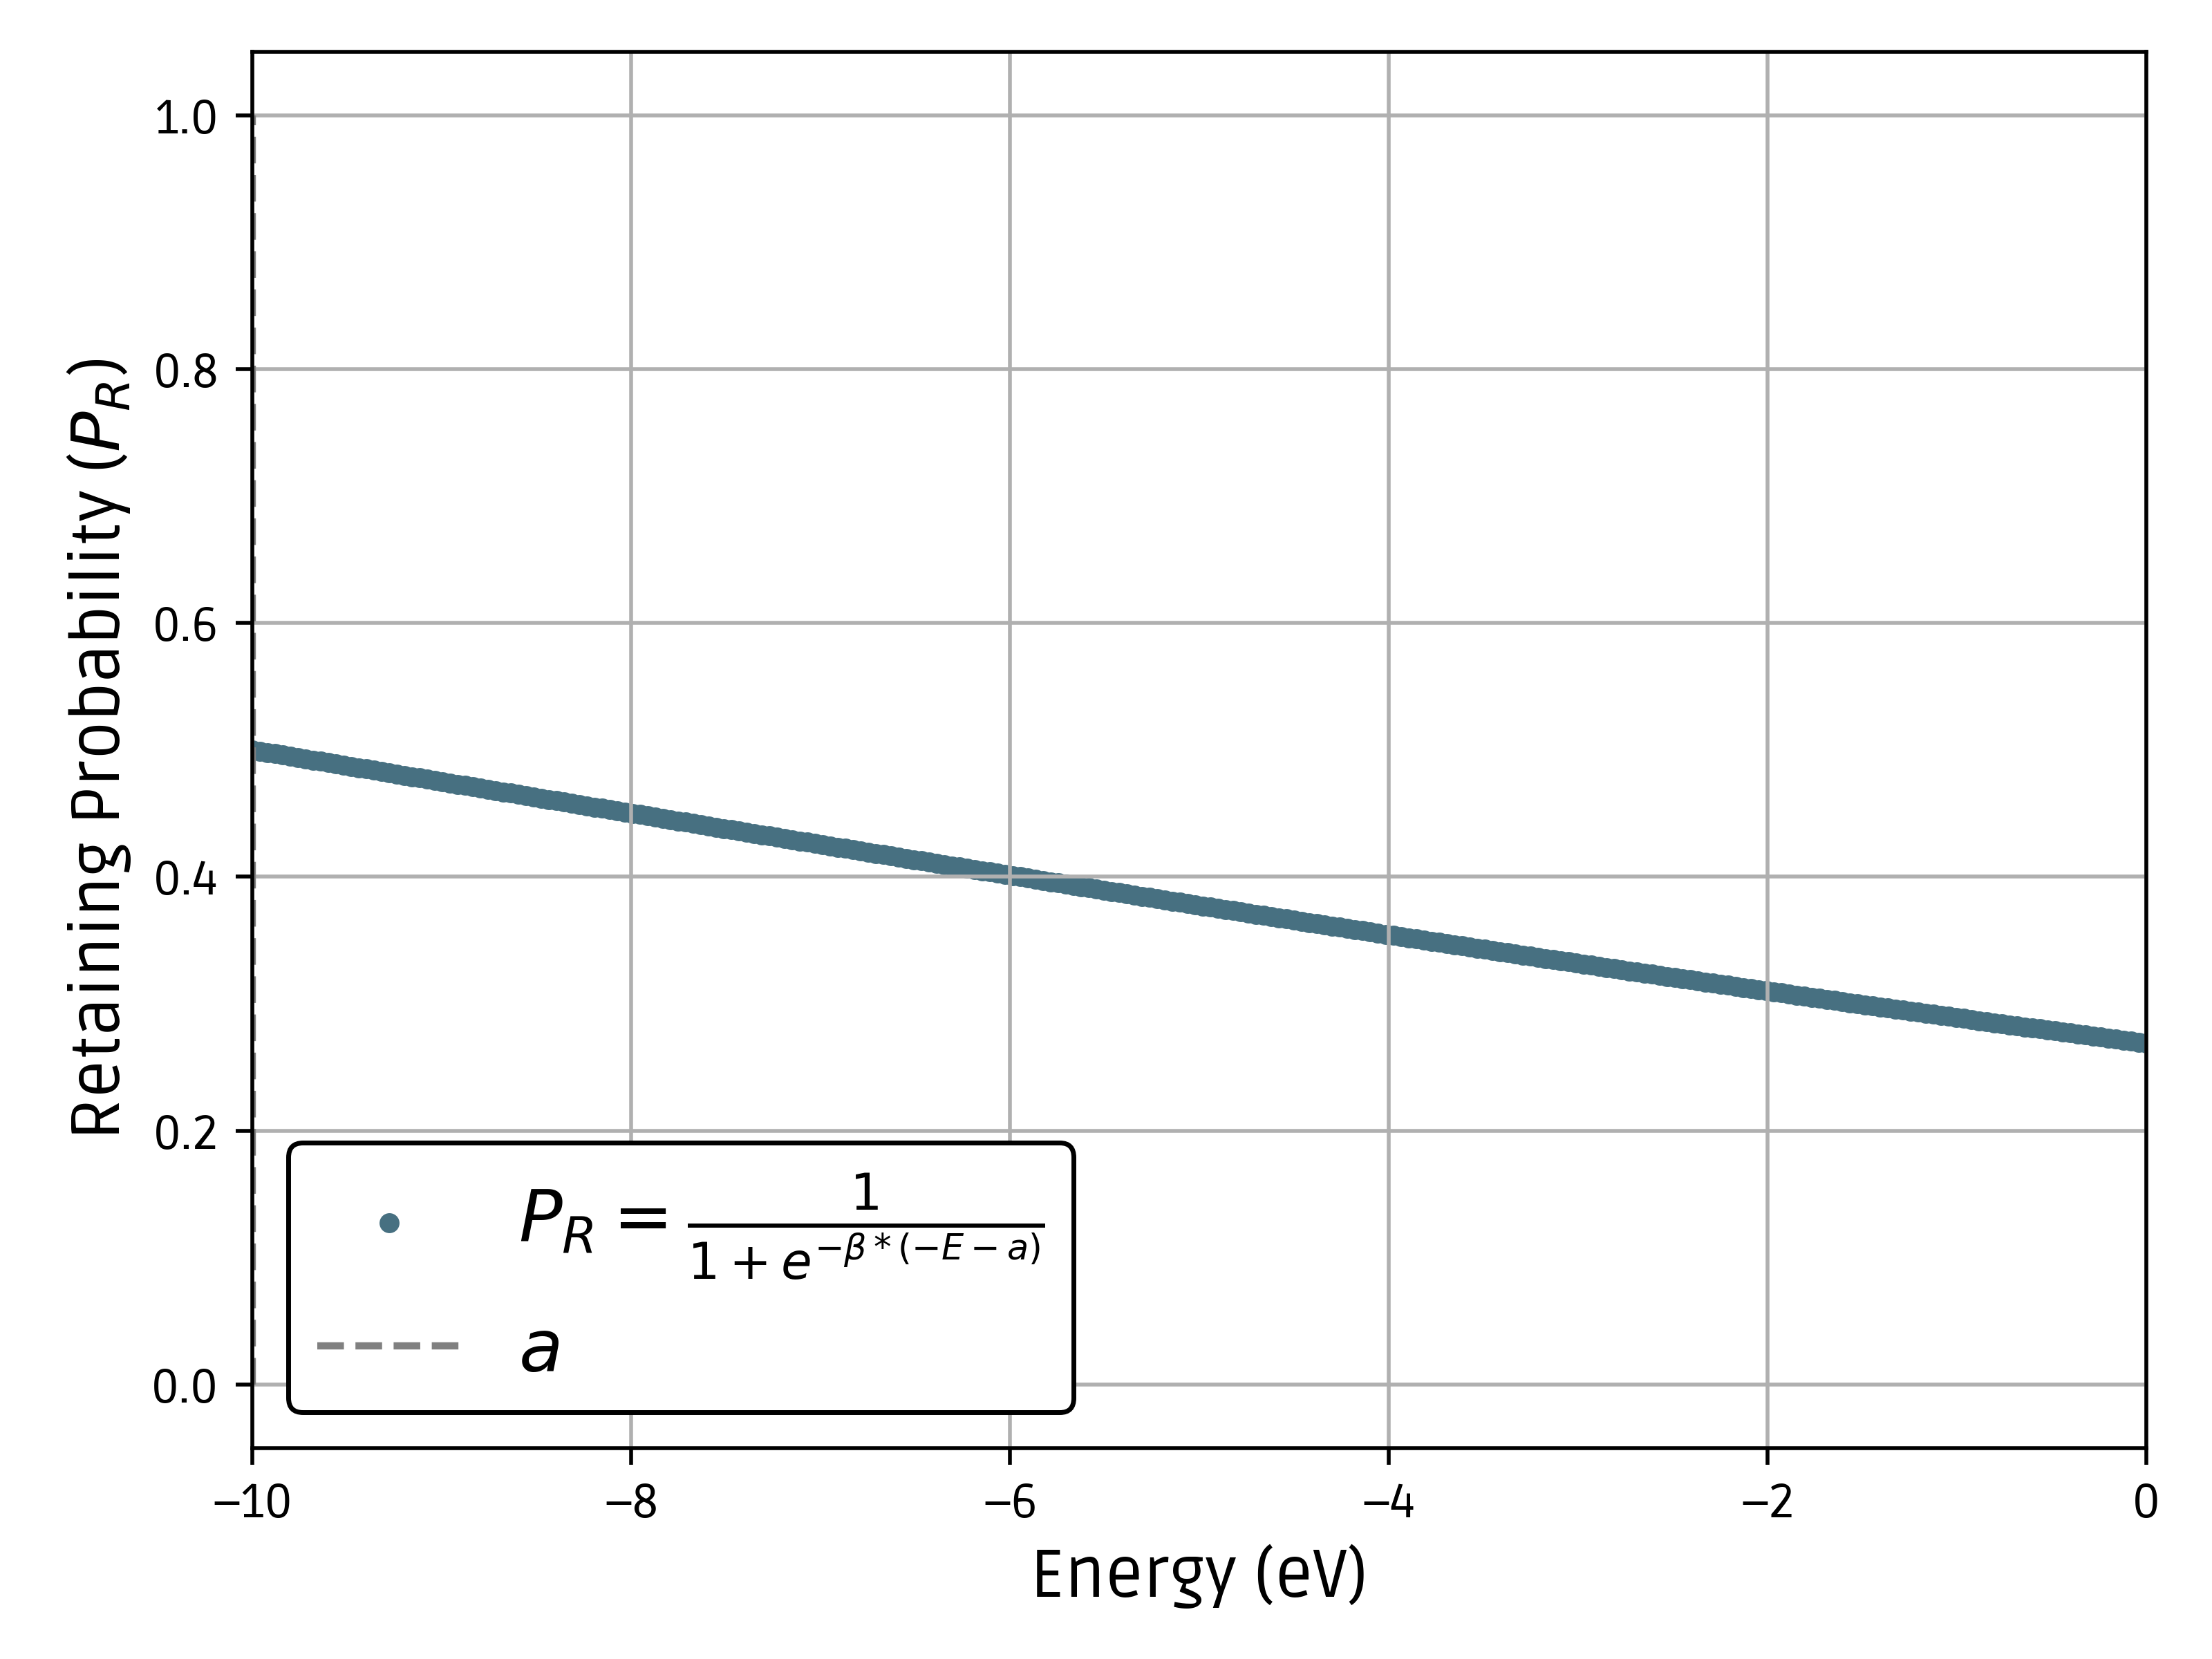 Retaining Probability (P_R)
1.0
0.8
0.6
0.4
0.2
0.0
P_R = \frac{1}{1 + e^{-β*(-E-a)}}
a
−10 −8 −6 −4 −2 0
Energy (eV)